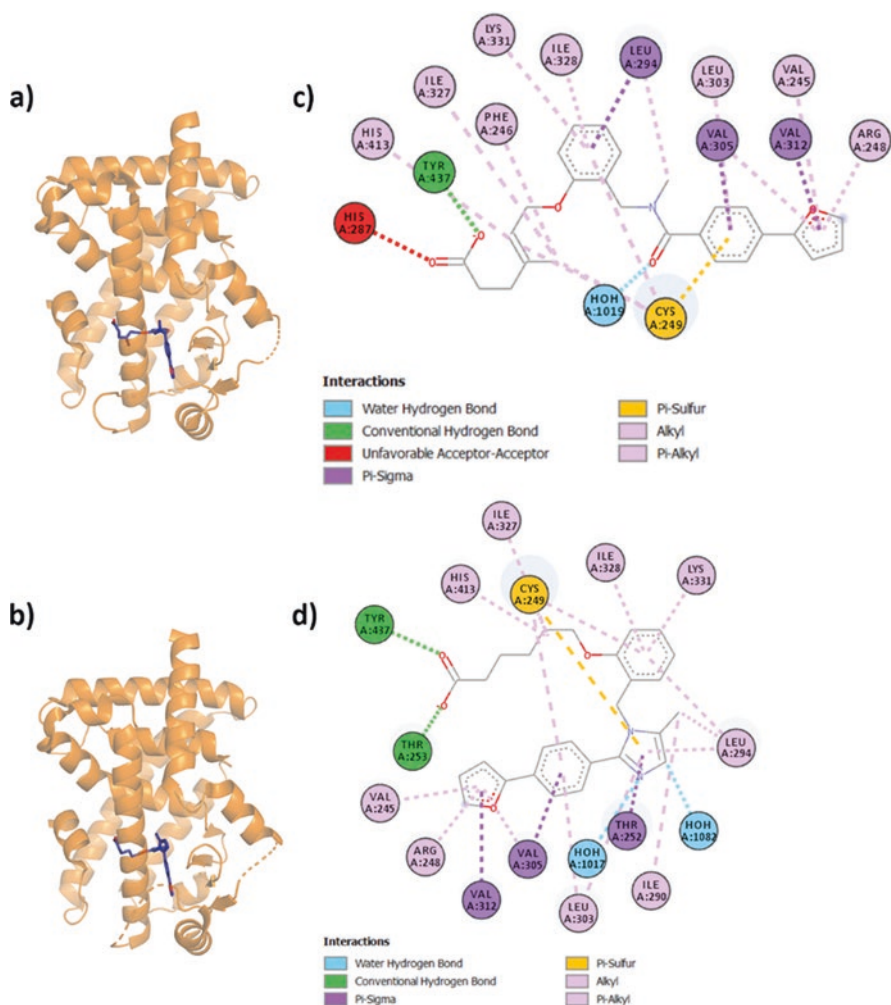 a)
c)
LYS
A:331
ILE
A:328
LEU
A:294
ILE
A:327
PHE
A:246
LEU
A:303
VAL
A:245
HIS
A:413
TYR
A:437
VAL
A:305
VAL
A:312
ARG
A:248
HIS
A:287
O
O
O
N
O
O
HOH
A:1019
CYS
A:249
Interactions
Water Hydrogen Bond
Conventional Hydrogen Bond
Unfavorable Acceptor-Acceptor
Pi-Sigma
Pi-Sulfur
Alkyl
Pi-Alkyl
b)
d)
ILE
A:327
HIS
A:413
CYS
A:249
ILE
A:328
LYS
A:331
TYR
A:437
O
O
O
N
N
O
THR
A:253
LEU
A:294
VAL
A:245
ARG
A:248
VAL
A:312
VAL
A:305
HOH
A:1017
THR
A:252
HOH
A:1082
LEU
A:303
ILE
A:290
Interactions
Water Hydrogen Bond
Conventional Hydrogen Bond
Pi-Sigma
Pi-Sulfur
Alkyl
Pi-Alkyl